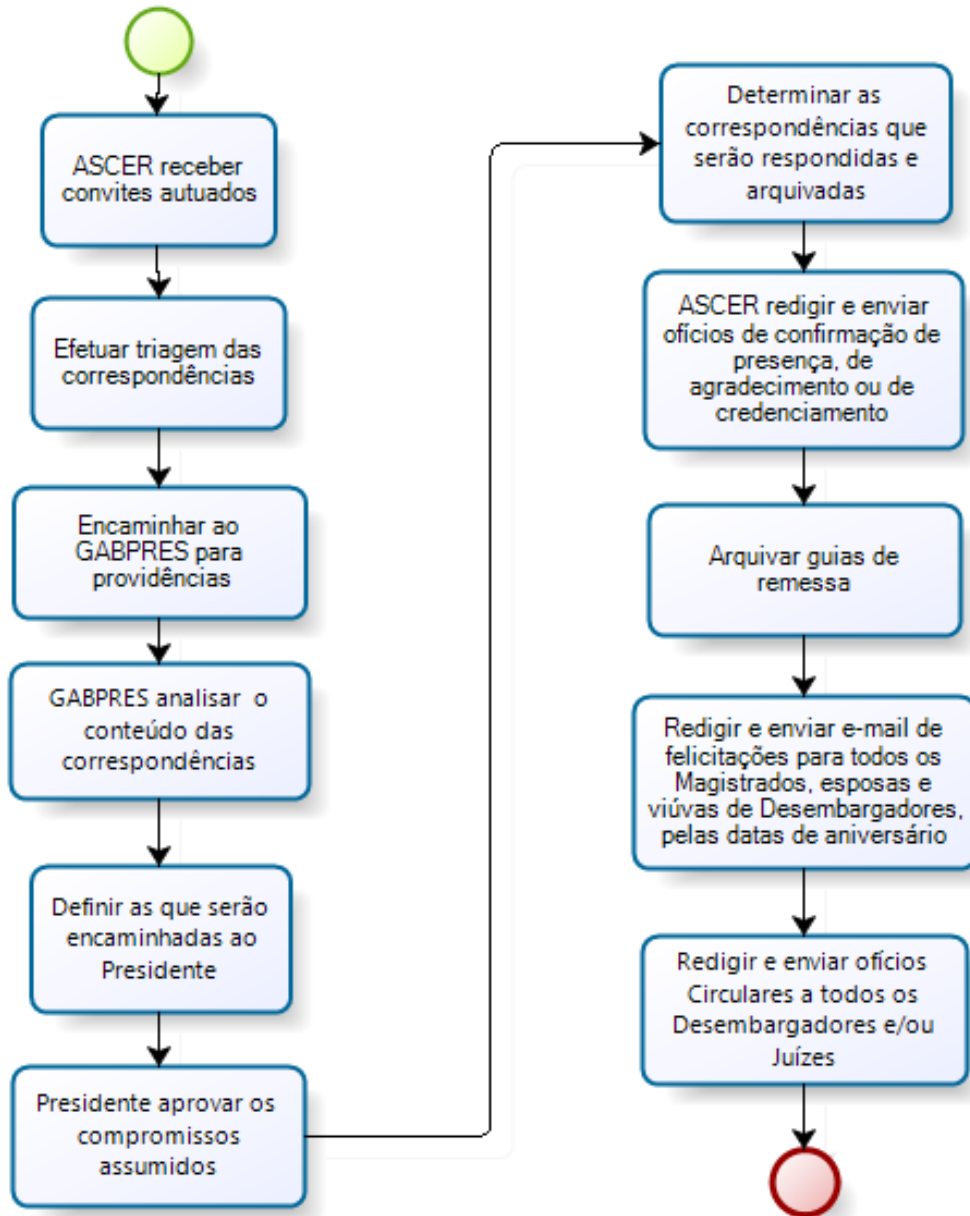 ASCER receber
convites autuados
Efetuar triagem das
correspondências
Encaminhar ao
GABPRES para
providências
GABPRES analisar o
conteúdo das
correspondências
Definir as que serão
encaminhadas ao
Presidente
Presidente aprovar os
compromissos
assumidos
Determinar as
correspondências que
serão respondidas e
arquivadas
ASCER redigir e enviar
ofícios de confirmação de
presença, de
agradecimento ou de
credenciamento
Arquivar guias de
remessa
Redigir e enviar e-mail de
felicitações para todos os
Magistrados, esposas e
viúvas de Desembargadores,
pelas datas de aniversário
Redigir e enviar ofícios
Circulares a todos os
Desembargadores e/ou
Juízes